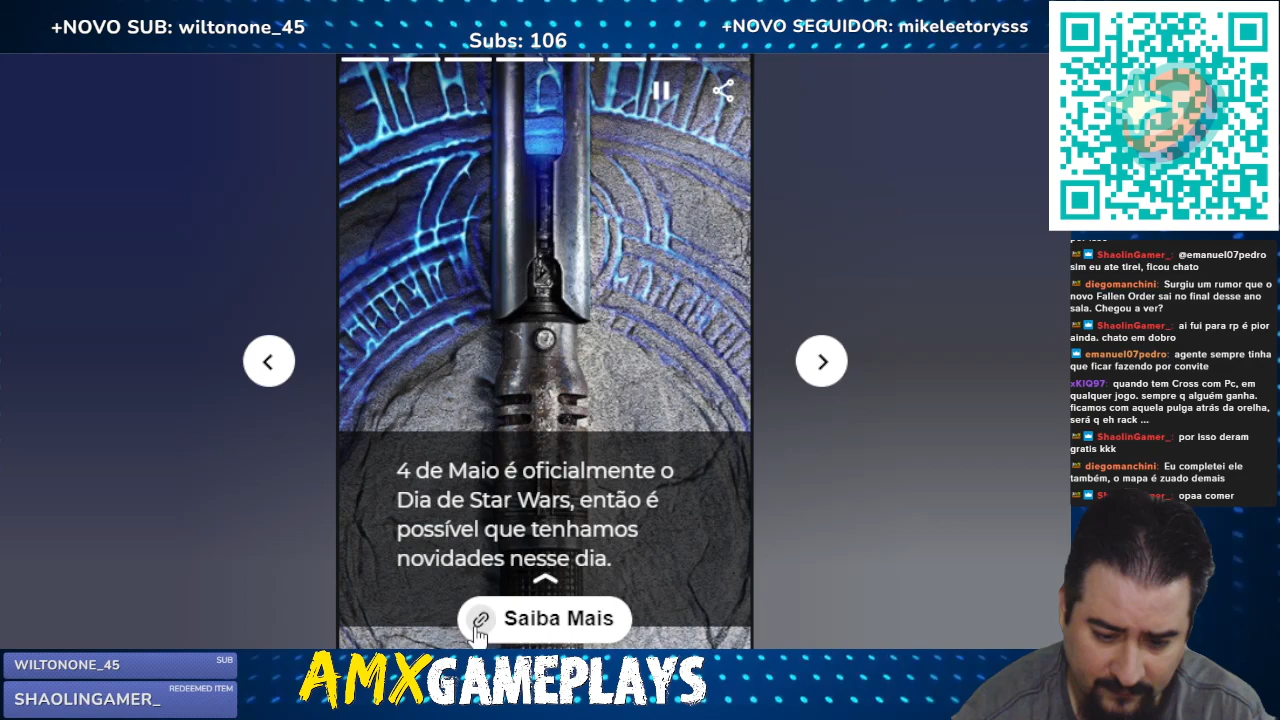 +NOVO SUB: wiltonone_45
Subs: 106
+NOVO SEGUIDOR: mikeleetorysss
4 de Maio é oficialmente o
Dia de Star Wars, então é
possível que tenhamos
novidades nesse dia.
Saiba Mais
por isso
ShaolinGamer_: @emanuel07pedro
sim eu ate tirei, ficou chato
diegomanchini: Surgiu um rumor que o
novo Fallen Order sai no final desse ano
saia. Chegou a ver?
ShaolinGamer_: ai fui para rp é pior
ainda. chato em dobro
emanuel07pedro: agente sempre tinha
que ficar fazendo por convite
xKIQ97: quando tem Cross com Pc, em
qualquer jogo. sempre q alguém ganha.
ficamos com aquela pulga atrás da orelha,
será q eh rack ...
ShaolinGamer_: por isso deram
gratis kkk
diegomanchini: Eu completei ele
também, o mapa é zuado demais
opaa comer
WILTONONE_45
SUB
SHAOLINGAMER_
REDEEMED ITEM
AMXGAMEPLAYS